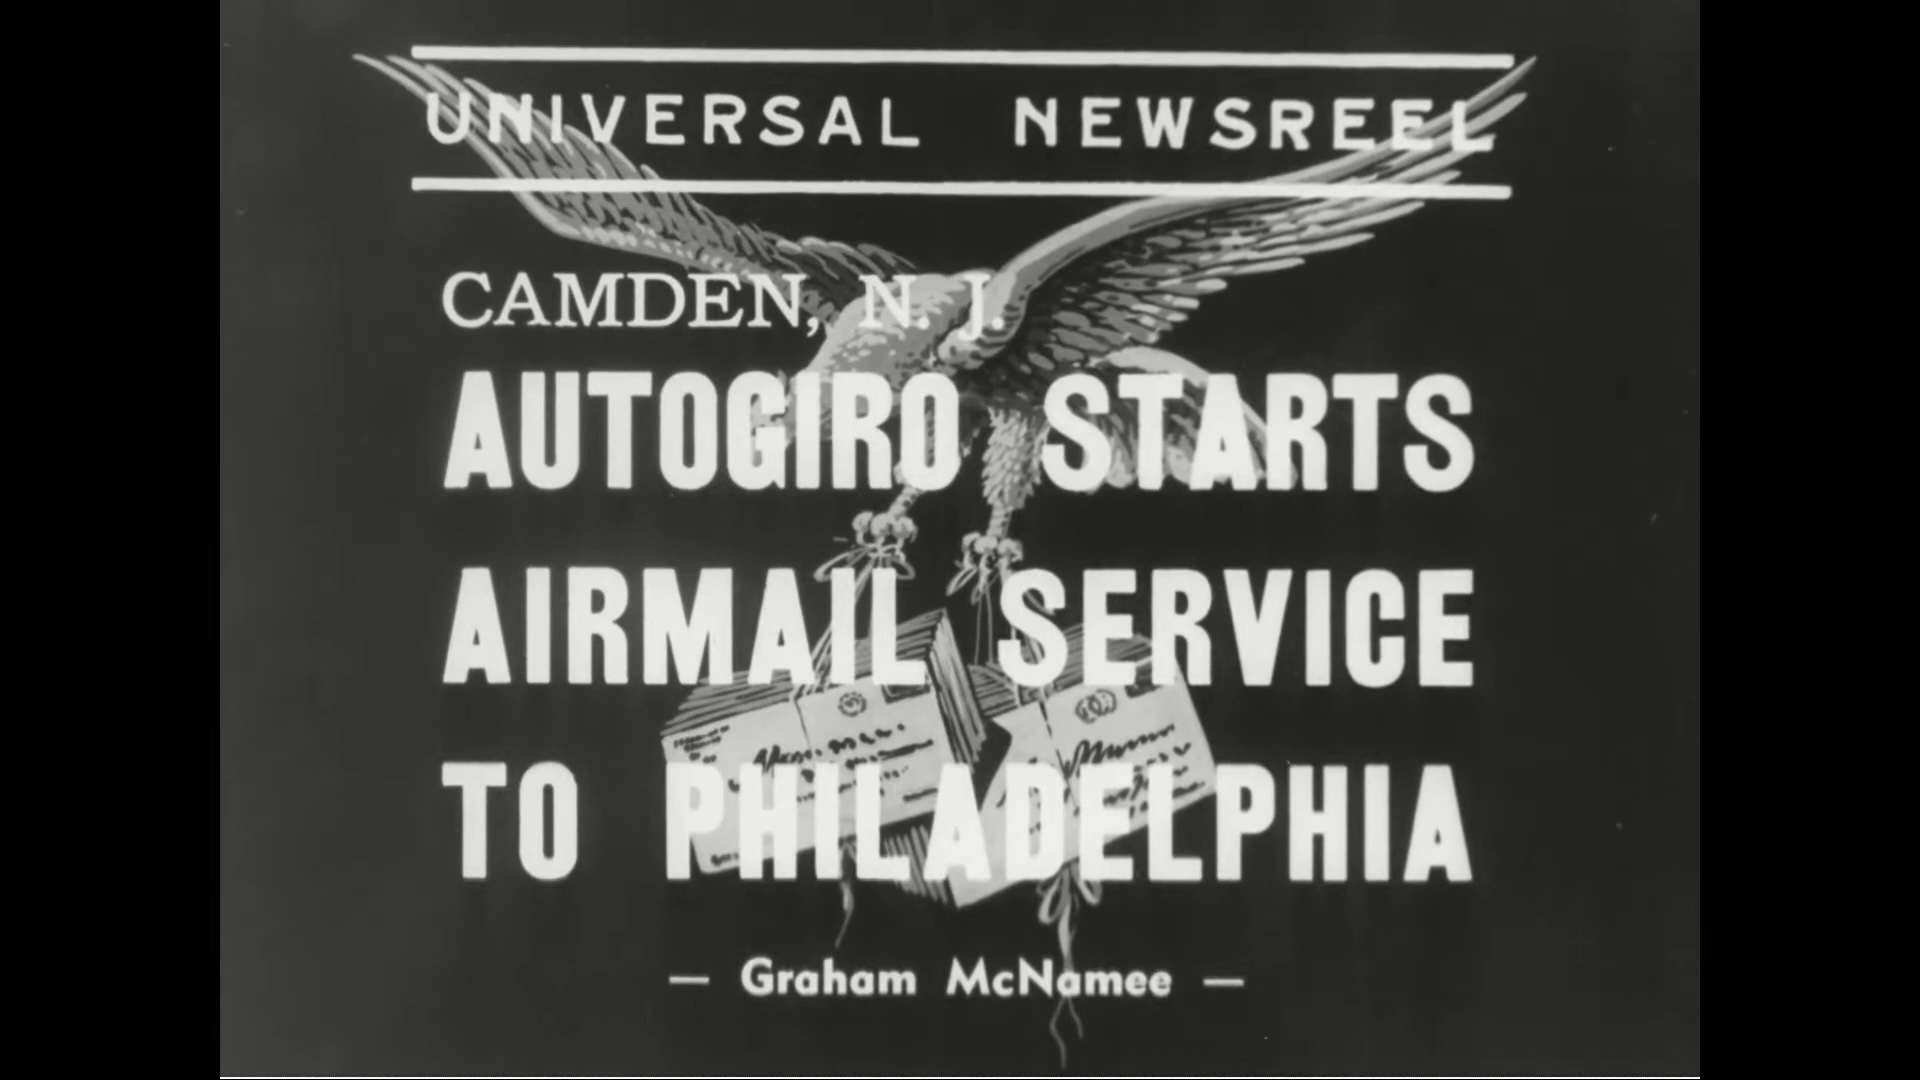 UNIVERSAL NEWSREEL
CAMDEN, N. J.
AUTOGIRO STARTS
AIRMAIL SERVICE
TO PHILADELPHIA
— Graham McNamee —